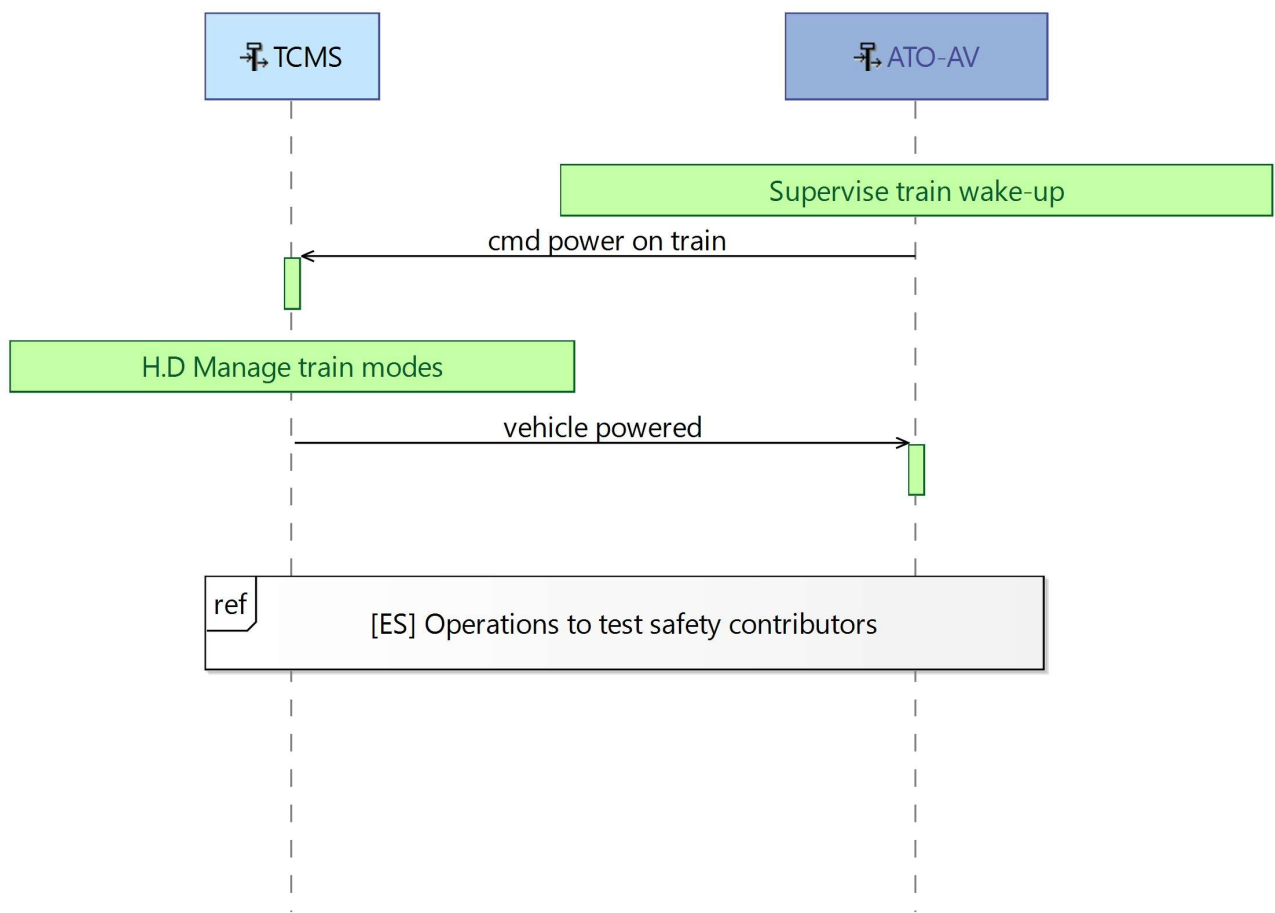 TCMS
ATO-AV
Supervise train wake-up
cmd power on train
H.D Manage train modes
vehicle powered
ref
[ES] Operations to test safety contributors